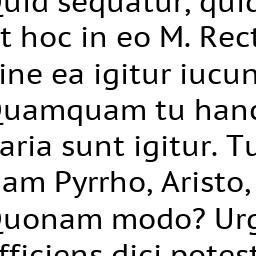 Quid sequatur, quid
t hoc in eo M. Rect
ine ea igitur iucun
Quamquam tu hanc
aria sunt igitur. Tu
am Pyrrho, Aristo,
Quonam modo? Urg
fficiens dici potest